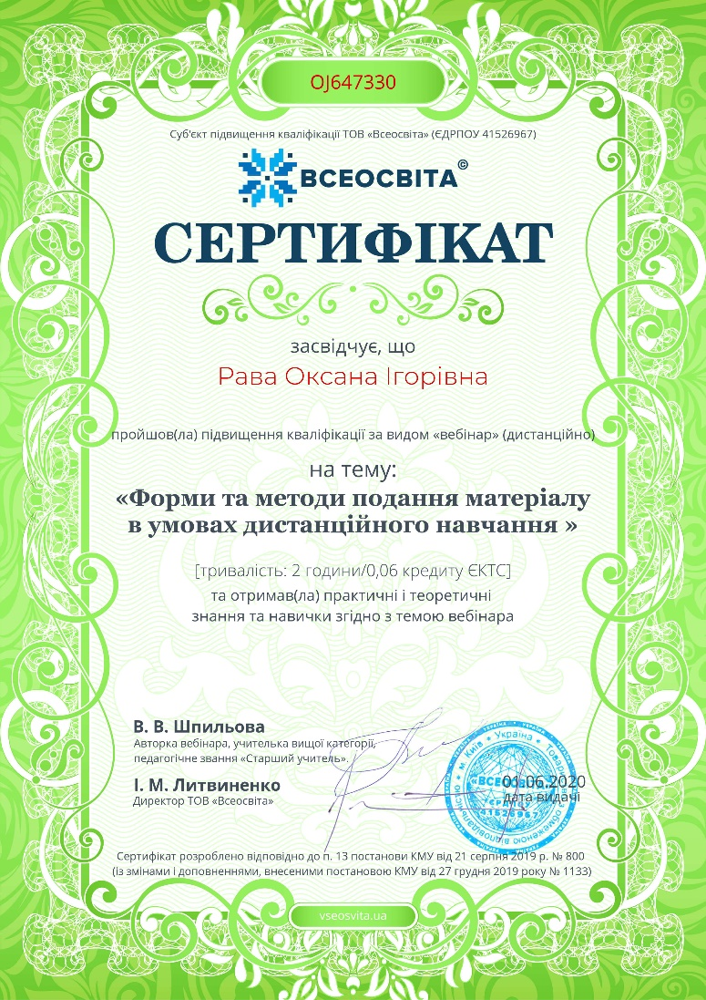 OJ647330
Суб'єкт підвищення кваліфікації ТОВ «Всеосвіта» (ЄДРПОУ 41526967)
ВСЕОСВІТА©
СЕРТИФІКАТ
засвідчує, що
Рава Оксана Ігорівна
пройшов(ла) підвищення кваліфікації за видом «вебінар» (дистанційно)
на тему:
«Форми та методи подання матеріалу
в умовах дистанційного навчання »
[тривалість: 2 години/0,06 кредиту ЄКТС]
та отримав(ла) практичні і теоретичні
знання та навички згідно з темою вебінара
В. В. Шпильова
Авторка вебінара, учителька вищої категорії,
педагогічне звання «Старший учитель».
І. М. Литвиненко
Директор ТОВ «Всеосвіта»
01.06.2020
дата видачі
Україна * м. Київ *
«ВСЕОСВІТА»
41526967
Сертифікат розроблено відповідно до п. 13 постанови КМУ від 21 серпня 2019 р. № 800
(із змінами і доповненнями, внесеними постановою КМУ від 27 грудня 2019 року № 1133)
vseosvita.ua